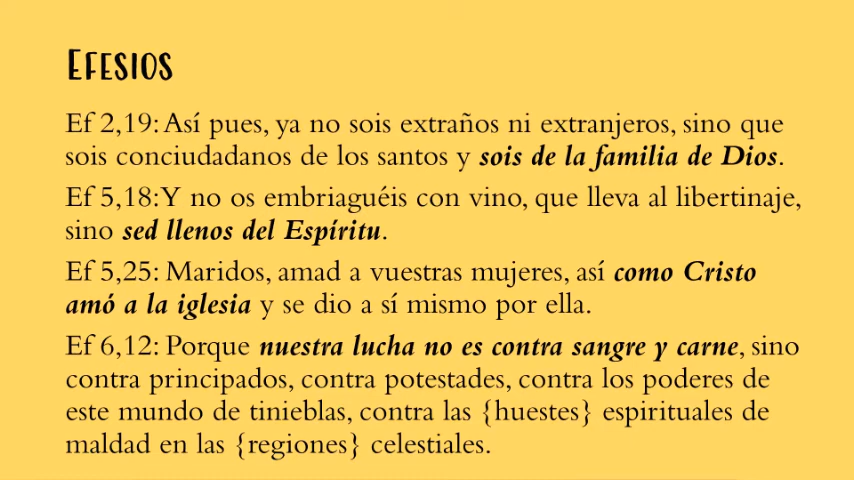 EFESIOS
Ef 2,19: Así pues, ya no sois extraños ni extranjeros, sino que
sois conciudadanos de los santos y sois de la familia de Dios.
Ef 5,18: Y no os embriaguéis con vino, que lleva al libertinaje,
sino sed llenos del Espíritu.
Ef 5,25: Maridos, amad a vuestras mujeres, así como Cristo
amó a la iglesia y se dio a sí mismo por ella.
Ef 6,12: Porque nuestra lucha no es contra sangre y carne, sino
contra principados, contra potestades, contra los poderes de
este mundo de tinieblas, contra las {huestes} espirituales de
maldad en las {regiones} celestiales.